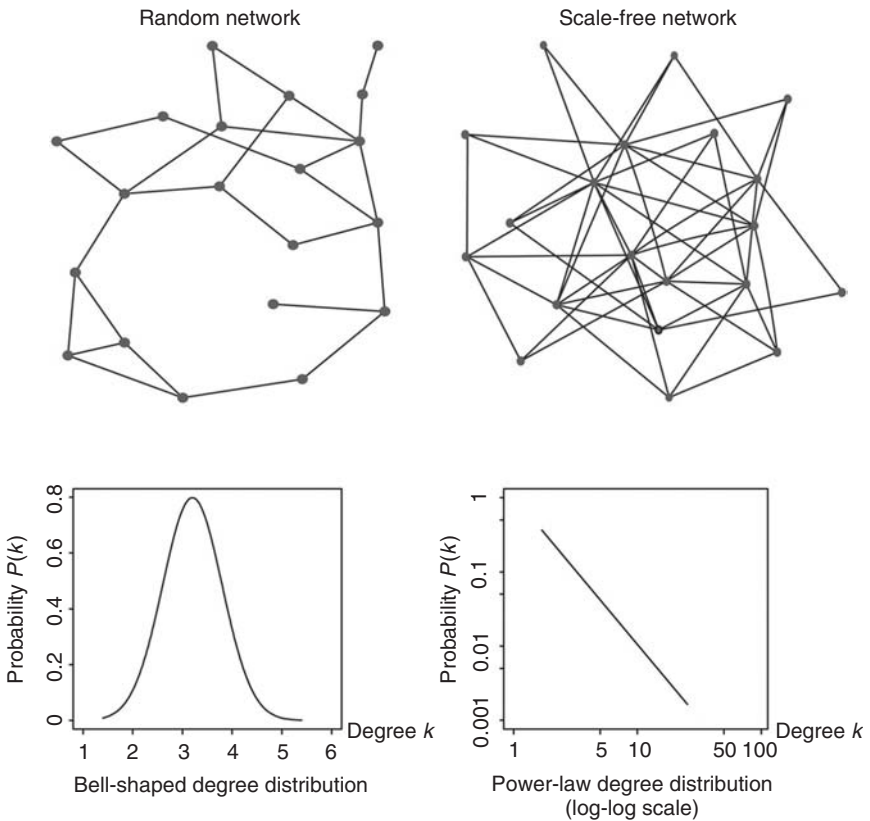 Random network
Scale-free network
Probability P(k)
0.8
0.6
0.4
0.2
0
1 2 3 4 5 6
Degree k
Bell-shaped degree distribution
Probability P(k)
1
0.1
0.01
0.001
1 5 10 50 100
Degree k
Power-law degree distribution
(log-log scale)